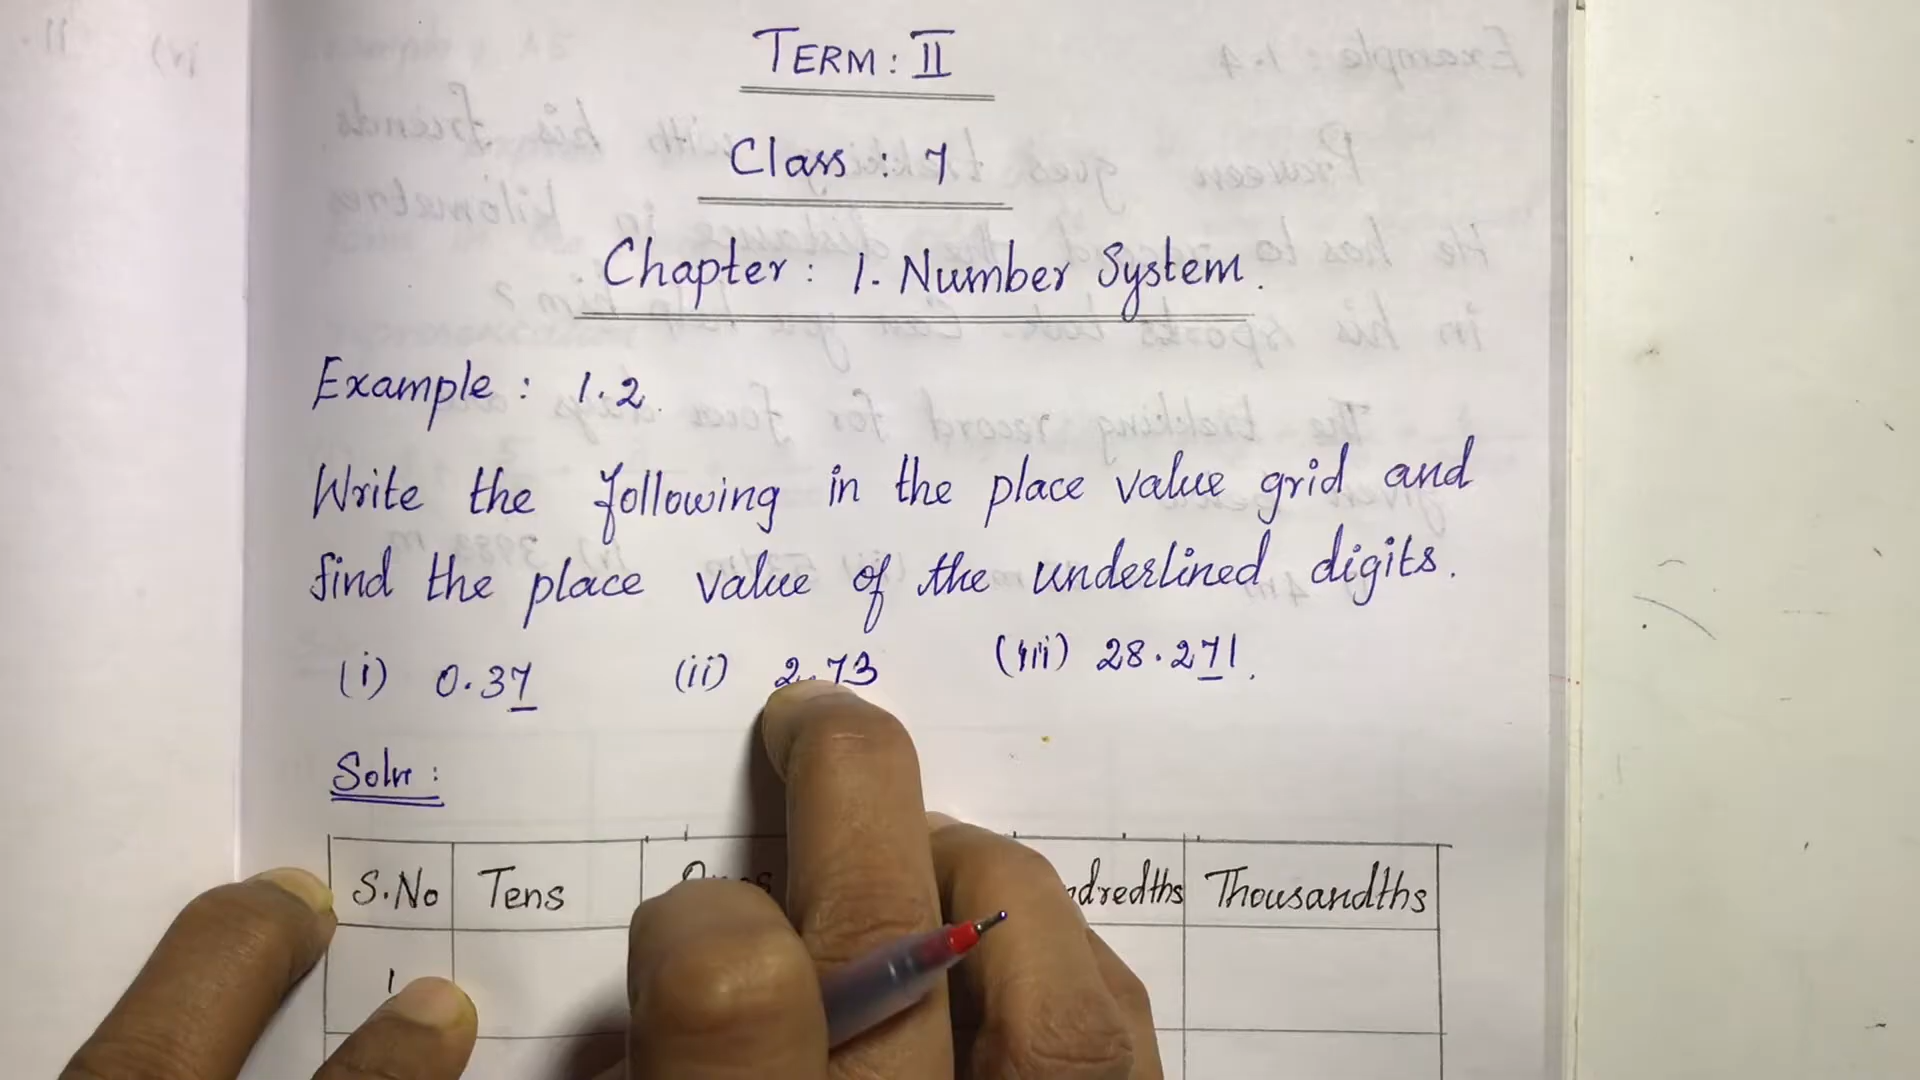 TERM : II
Class : 7
Chapter : 1. Number System.
Example : 1.2.
Write the following in the place value grid and
find the place value of the underlined digits.
(i) 0.37 (ii) 2.73 (iii) 28.271.
Soln :
S.No Tens Thousandths
1